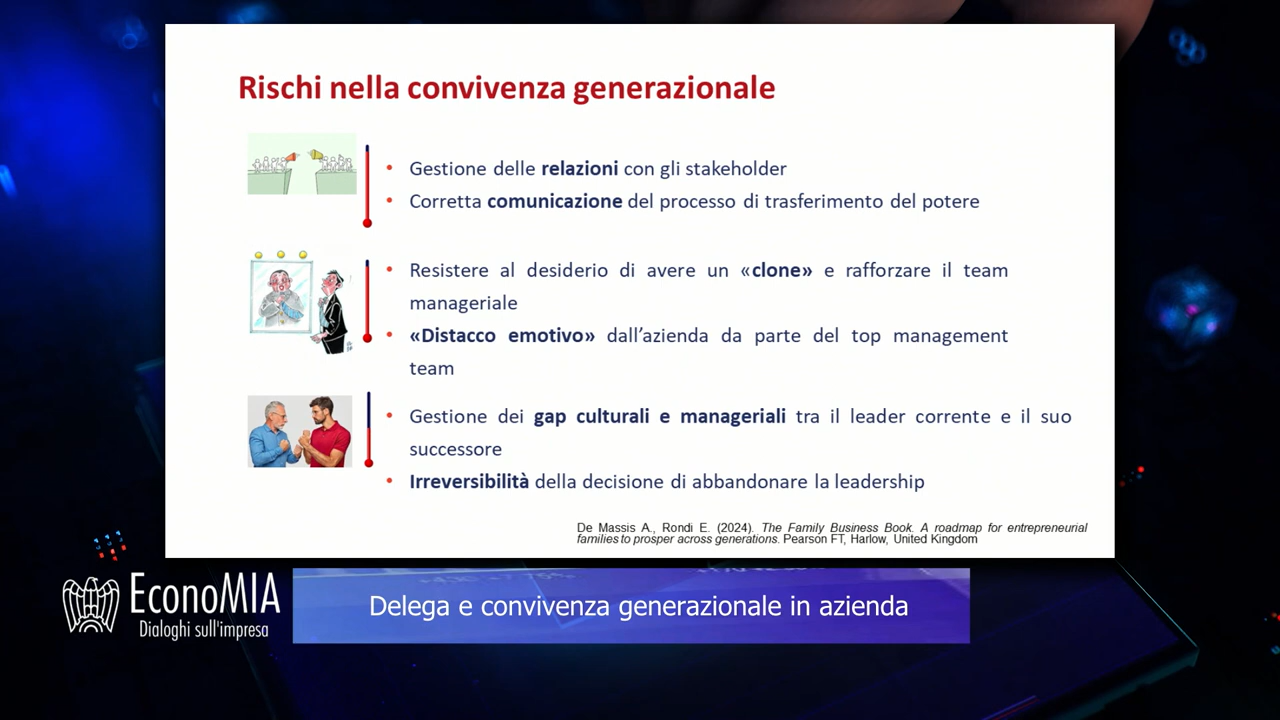 Rischi nella convivenza generazionale
• Gestione delle relazioni con gli stakeholder
• Corretta comunicazione del processo di trasferimento del potere
• Resistere al desiderio di avere un «clone» e rafforzare il team
manageriale
• «Distacco emotivo» dall’azienda da parte del top management
team
• Gestione dei gap culturali e manageriali tra il leader corrente e il suo
successore
• Irreversibilità della decisione di abbandonare la leadership
De Massis A., Rondi E. (2024). The Family Business Book. A roadmap for entrepreneurial
families to prosper across generations. Pearson FT, Harlow, United Kingdom
EconoMIA
Dialoghi sull'impresa
Delega e convivenza generazionale in azienda